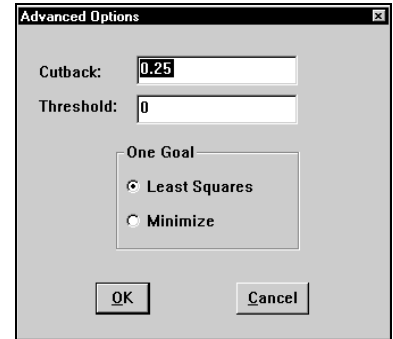 Advanced Options
Cutback: 0.25
Threshold: 0
One Goal
Least Squares
Minimize
OK Cancel